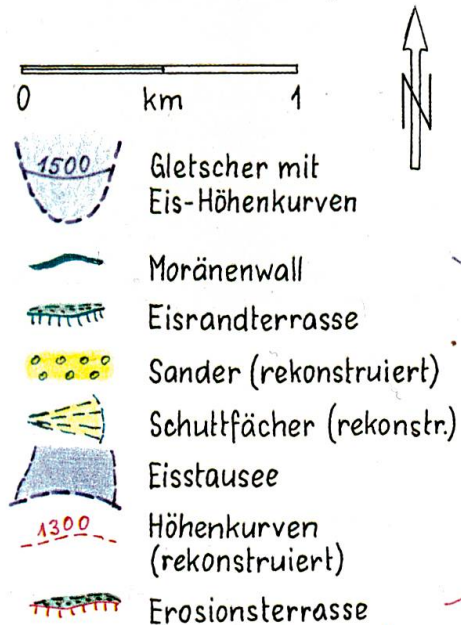 N
0 km 1
1500
Gletscher mit
Eis-Höhenkurven
Moränenwall
Eisrandterrasse
Sander (rekonstruiert)
Schuttfächer (rekonstr.)
Eisstausee
1300
Höhenkurven
(rekonstruiert)
Erosionsterrasse